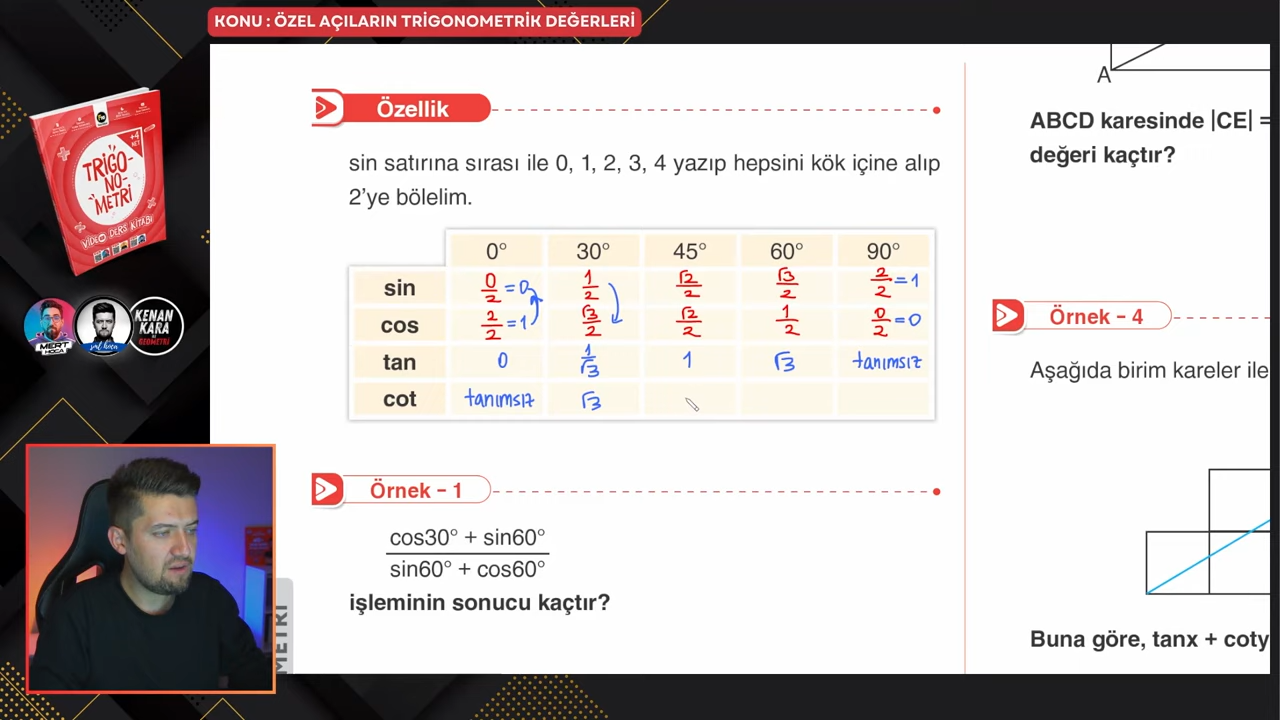 KONU : ÖZEL AÇILARIN TRİGONOMETRİK DEĞERLERİ
+4 NET
TRİGO-
NO-
METRİ
VİDEO DERS KİTABI
MERT HOCA
KENAN
KARA
GEOMETRİ
Özellik
sin satırına sırası ile 0, 1, 2, 3, 4 yazıp hepsini kök içine alıp
2'ye bölelim.
0° 30° 45° 60° 90°
sin 0/2 = 0 1/2 √2/2 √3/2 2/2 = 1
cos 2/2 = 1 √3/2 √2/2 1/2 0/2 = 0
tan 0 1/√3 1 √3 tanımsız
cot tanımsız √3
Örnek – 1
cos30° + sin60°
sin60° + cos60°
işleminin sonucu kaçtır?
METRİ
A
ABCD karesinde |CE| =
değeri kaçtır?
Örnek – 4
Aşağıda birim kareler ile
Buna göre, tanx + coty